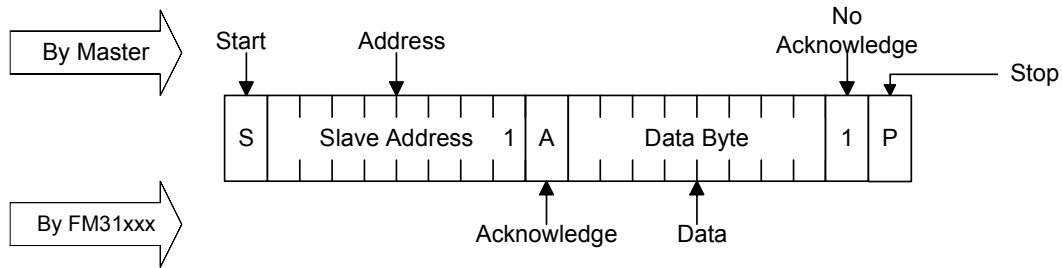 No
By Master Start Address Acknowledge
Stop
S Slave Address 1 A Data Byte 1 P
By FM31xxx
Acknowledge Data